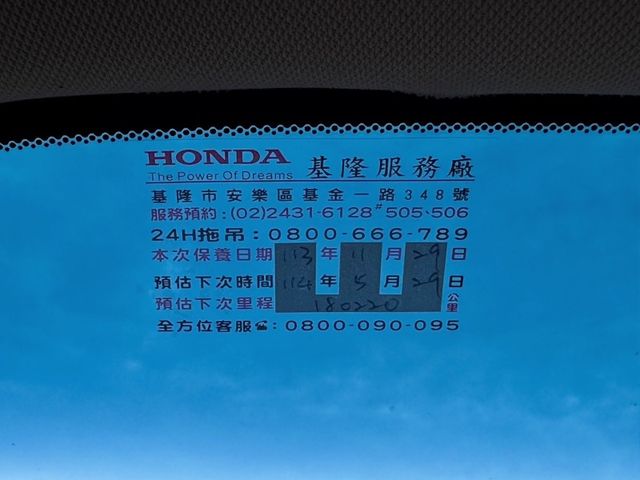 HONDA 基隆服務廠
The Power Of Dreams
基隆市安樂區基金一路348號
服務預約：(02)2431-6128#505、506
24H拖吊：0800-666-789
本次保養日期 113 年 11 月 29 日
預估下次時間 114 年 5 月 29 日
預估下次里程 180220 公里
全方位客服☎：0800-090-095